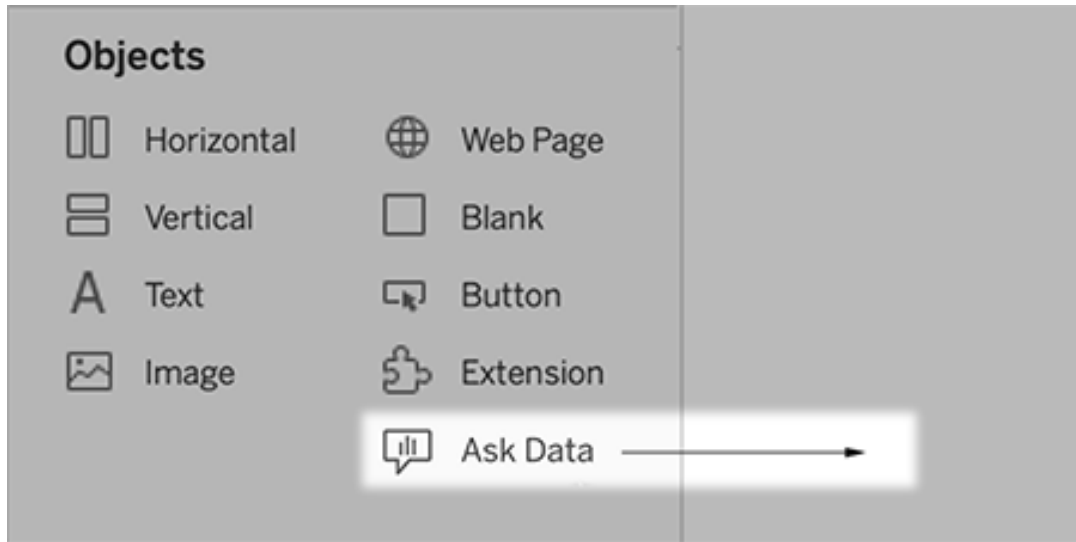 Objects
Horizontal
Web Page
Vertical
Blank
Text
Button
Image
Extension
Ask Data